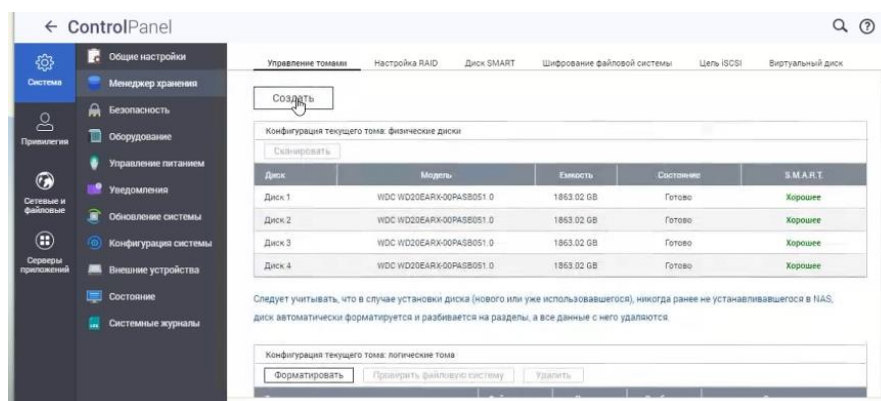 ControlPanel
Система
Привилегия
Сетевые и файловые
Серверы приложений
Общие настройки
Менеджер хранения
Безопасность
Оборудование
Управление питанием
Уведомления
Обновление системы
Конфигурация системы
Внешние устройства
Состояние
Системные журналы
Управление томами Настройка RAID Диск SMART Шифрование файловой системы Цель iSCSI Виртуальный диск
Создать
Конфигурация текущего тома: физические диски
Сканировать
Диск Модель Емкость Состояние S.M.A.R.T.
Диск 1 WDC WD20EARX-00PASB051.0 1863.02 GB Готово Хорошее
Диск 2 WDC WD20EARX-00PASB051.0 1863.02 GB Готово Хорошее
Диск 3 WDC WD20EARX-00PASB051.0 1863.02 GB Готово Хорошее
Диск 4 WDC WD20EARX-00PASB051.0 1863.02 GB Готово Хорошее
Следует учитывать, что в случае установки диска (нового или уже использовавшегося), никогда ранее не устанавливавшегося в NAS,
диск автоматически форматируется и разбивается на разделы, а все данные с него удаляются.
Конфигурация текущего тома: логические тома
Форматировать Проверить файловую систему Удалить